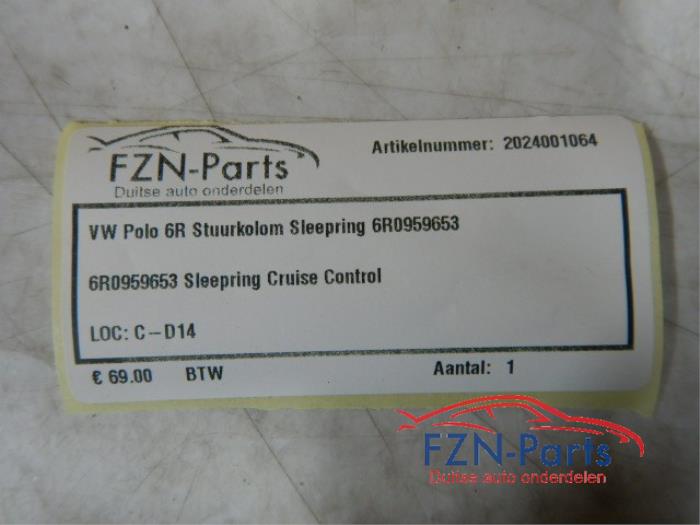 FZN-Parts
Duitse auto onderdelen
Artikelnummer: 2024001064
VW Polo 6R Stuurkolom Sleepring 6R0959653
6R0959653 Sleepring Cruise Control
LOC: C-D14
€ 69.00 BTW Aantal: 1
FZN-Parts
Duitse auto onderdelen